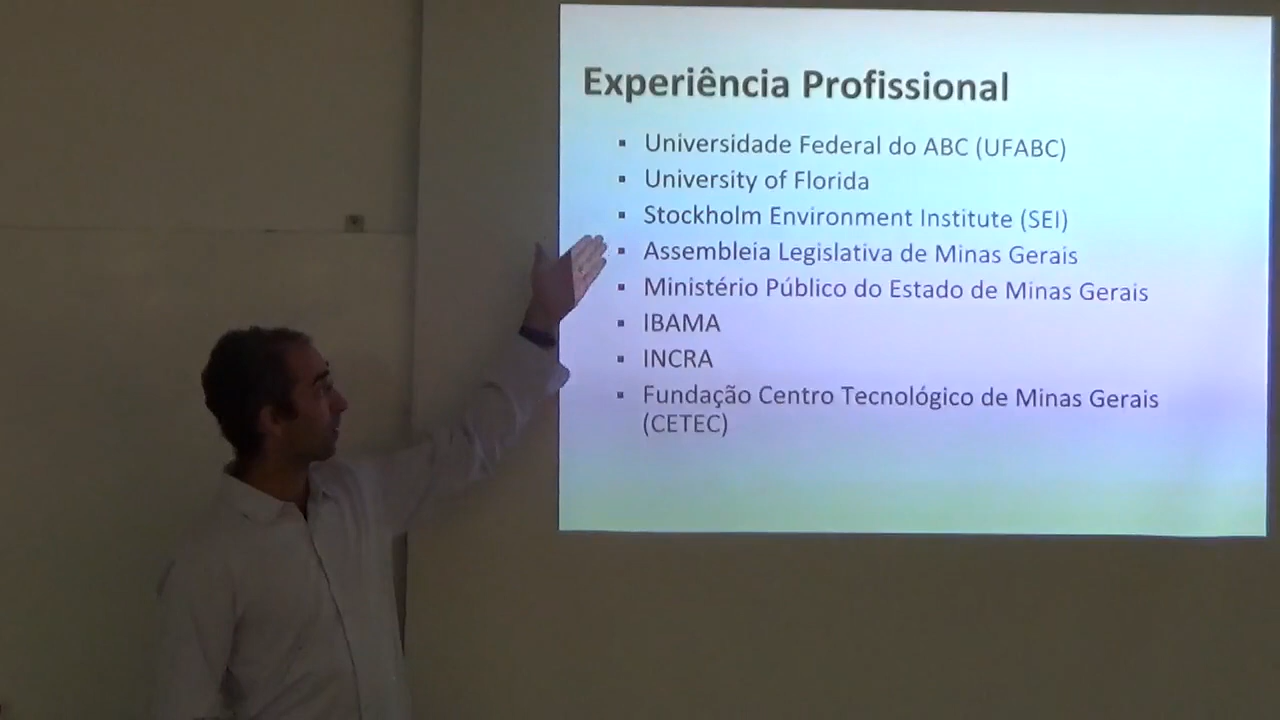 Experiência Profissional
▪ Universidade Federal do ABC (UFABC)
▪ University of Florida
▪ Stockholm Environment Institute (SEI)
▪ Assembleia Legislativa de Minas Gerais
▪ Ministério Público do Estado de Minas Gerais
▪ IBAMA
▪ INCRA
▪ Fundação Centro Tecnológico de Minas Gerais
(CETEC)